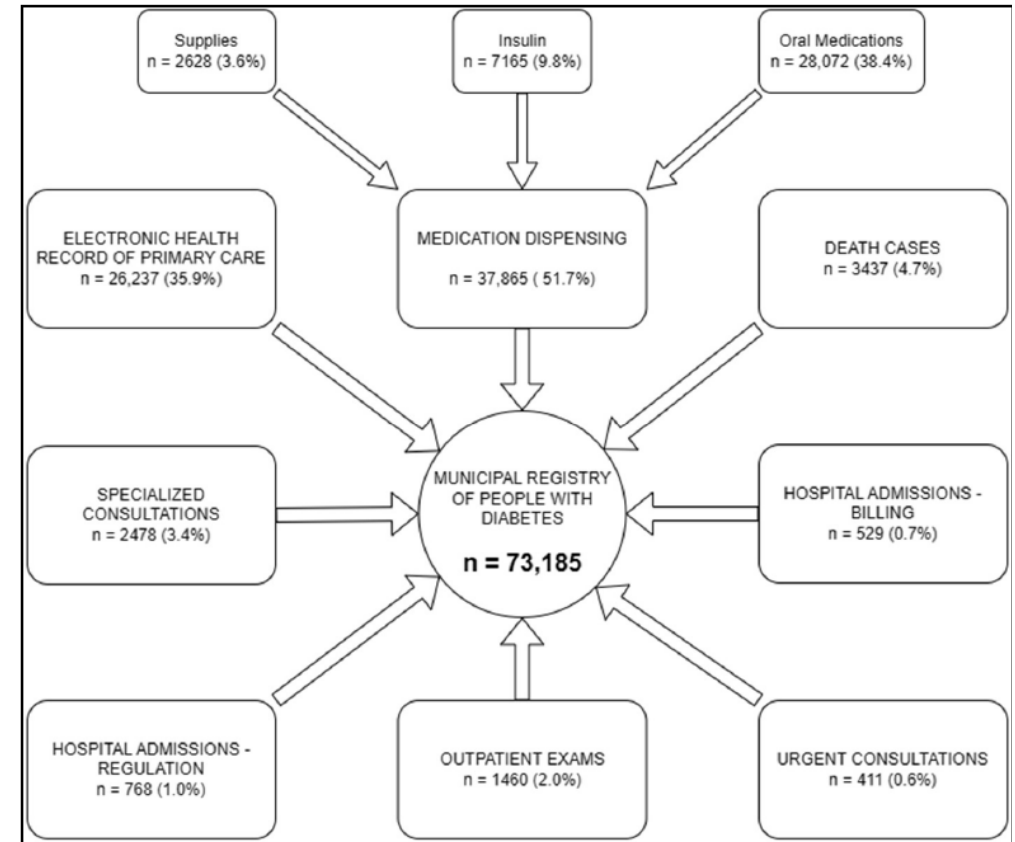 Supplies
n = 2628 (3.6%)
Insulin
n = 7165 (9.8%)
Oral Medications
n = 28,072 (38.4%)
ELECTRONIC HEALTH
RECORD OF PRIMARY CARE
n = 26,237 (35.9%)
MEDICATION DISPENSING
n = 37,865 ( 51.7%)
DEATH CASES
n = 3437 (4.7%)
SPECIALIZED
CONSULTATIONS
n = 2478 (3.4%)
MUNICIPAL REGISTRY
OF PEOPLE WITH
DIABETES
n = 73,185
HOSPITAL ADMISSIONS -
BILLING
n = 529 (0.7%)
HOSPITAL ADMISSIONS -
REGULATION
n = 768 (1.0%)
OUTPATIENT EXAMS
n = 1460 (2.0%)
URGENT CONSULTATIONS
n = 411 (0.6%)